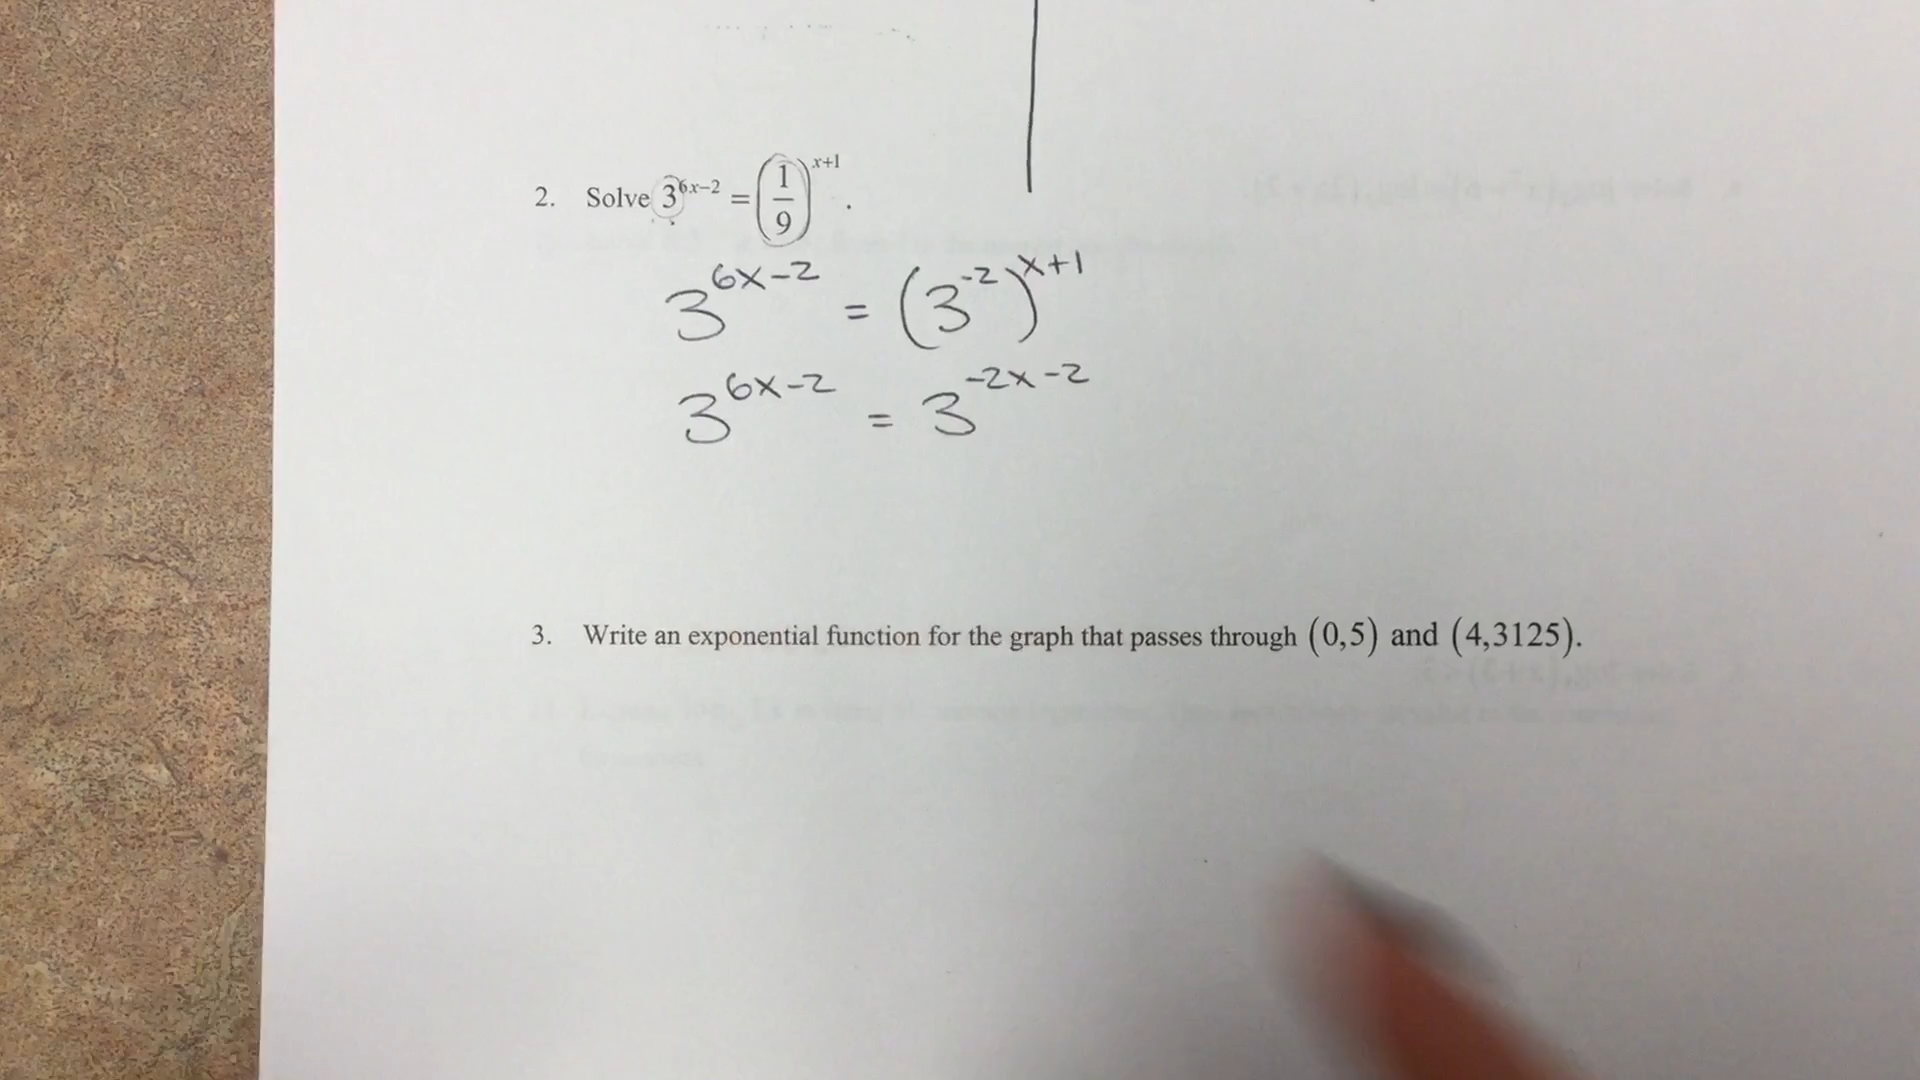 2. Solve 3^{6x-2} = (1/9)^{x+1}.
3^{6x-2} = (3^{-2})^{x+1}
3^{6x-2} = 3^{-2x-2}
3. Write an exponential function for the graph that passes through (0,5) and (4,3125).